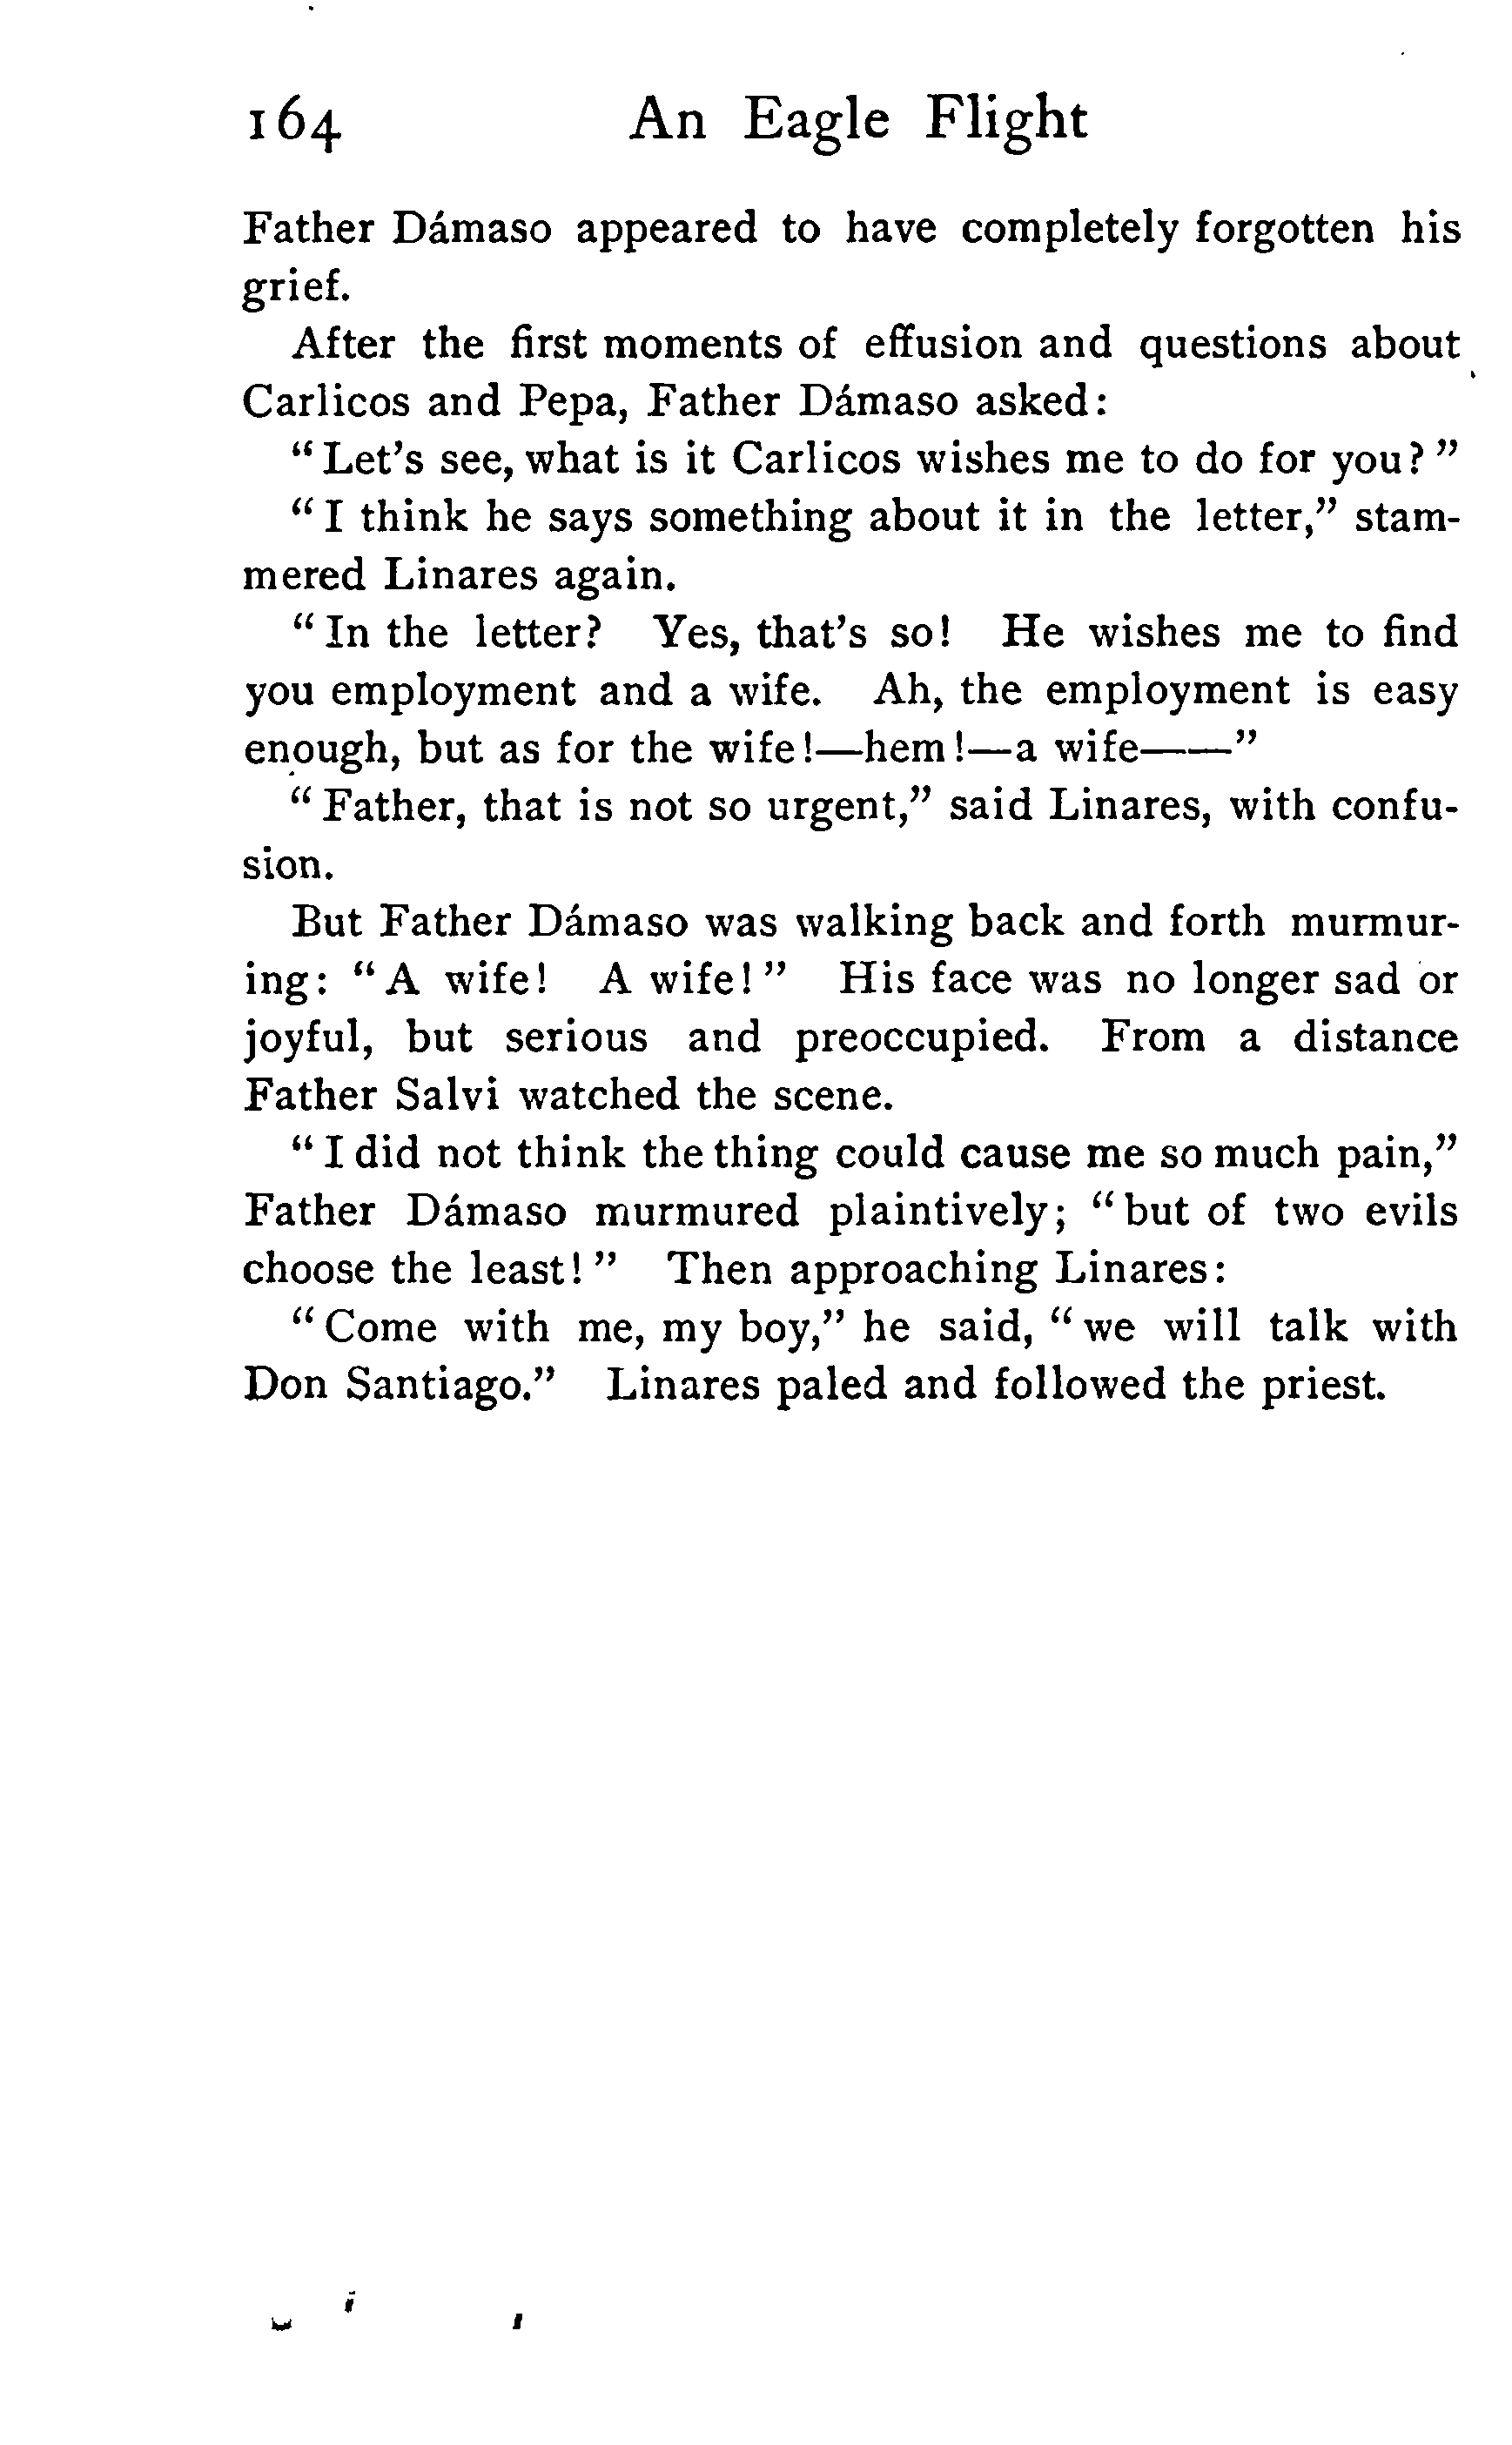 164 An Eagle Flight
Father Dámaso appeared to have completely forgotten his
grief.
After the first moments of effusion and questions about
Carlicos and Pepa, Father Dámaso asked:
"Let's see, what is it Carlicos wishes me to do for you?"
"I think he says something about it in the letter," stam-
mered Linares again.
"In the letter? Yes, that's so! He wishes me to find
you employment and a wife. Ah, the employment is easy
enough, but as for the wife!—hem!—a wife——"
"Father, that is not so urgent," said Linares, with confu-
sion.
But Father Dámaso was walking back and forth murmur-
ing: "A wife! A wife!" His face was no longer sad or
joyful, but serious and preoccupied. From a distance
Father Salvi watched the scene.
"I did not think the thing could cause me so much pain,"
Father Dámaso murmured plaintively; "but of two evils
choose the least!" Then approaching Linares:
"Come with me, my boy," he said, "we will talk with
Don Santiago." Linares paled and followed the priest.